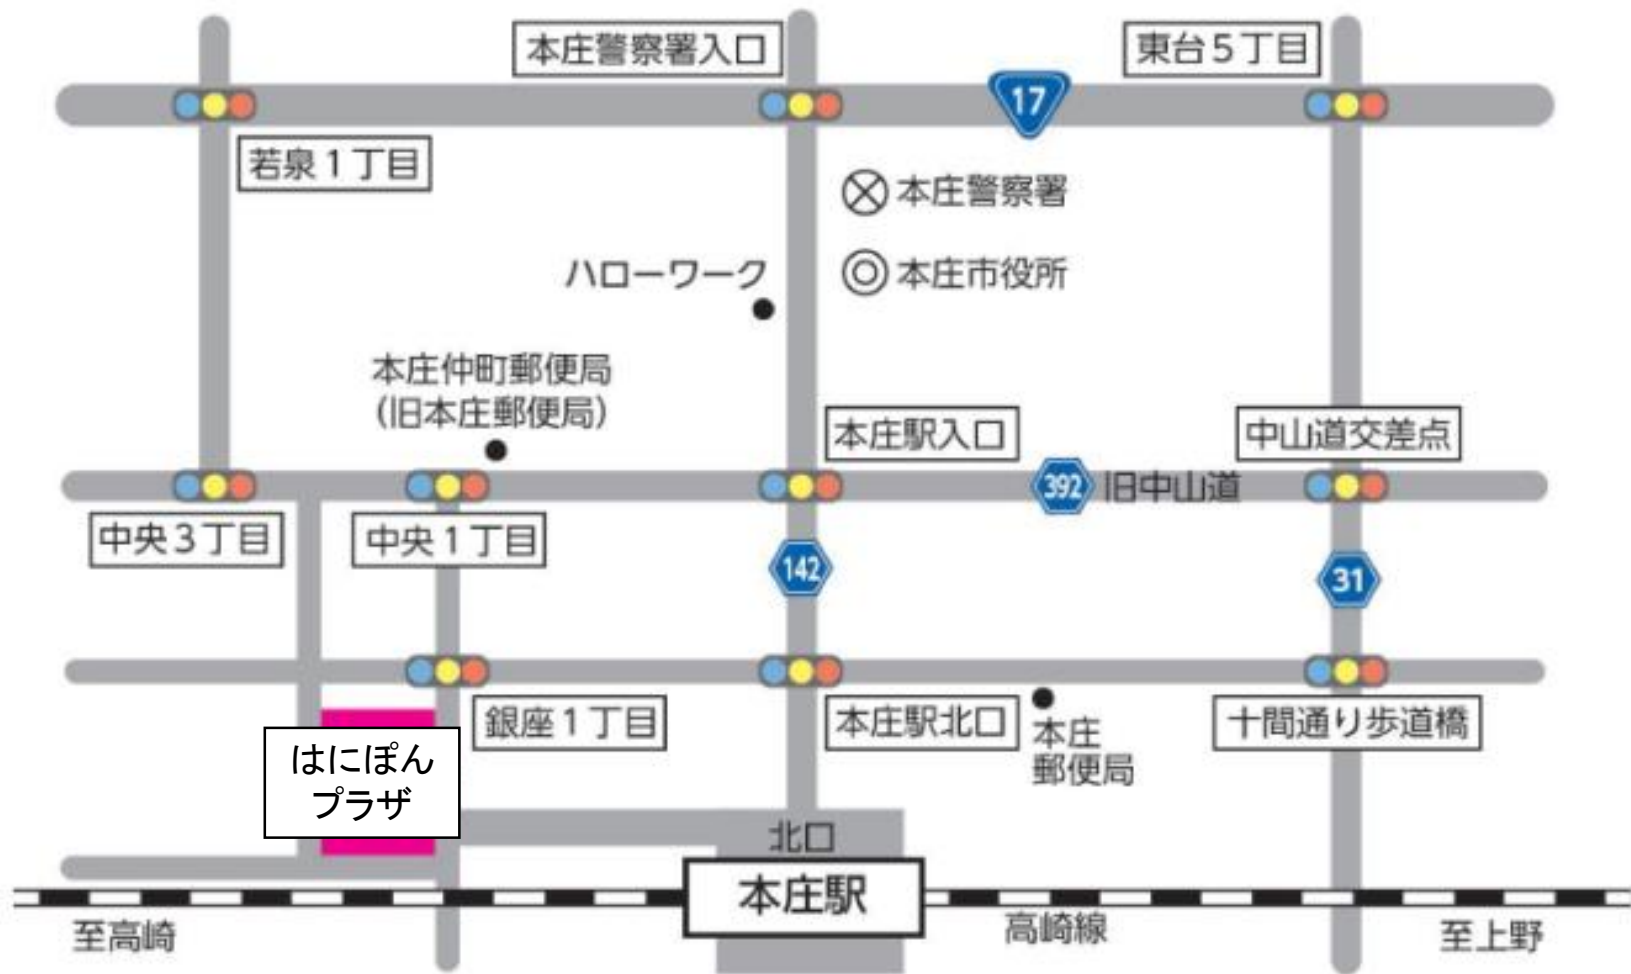 本庄警察署入口
東台5丁目
17
若泉1丁目
本庄警察署
ハローワーク
本庄市役所
本庄仲町郵便局
(旧本庄郵便局)
本庄駅入口
中山道交差点
392
旧中山道
中央3丁目
中央1丁目
142
31
銀座1丁目
本庄駅北口
本庄
郵便局
十間通り歩道橋
はにぽん
プラザ
北口
本庄駅
至高崎
高崎線
至上野